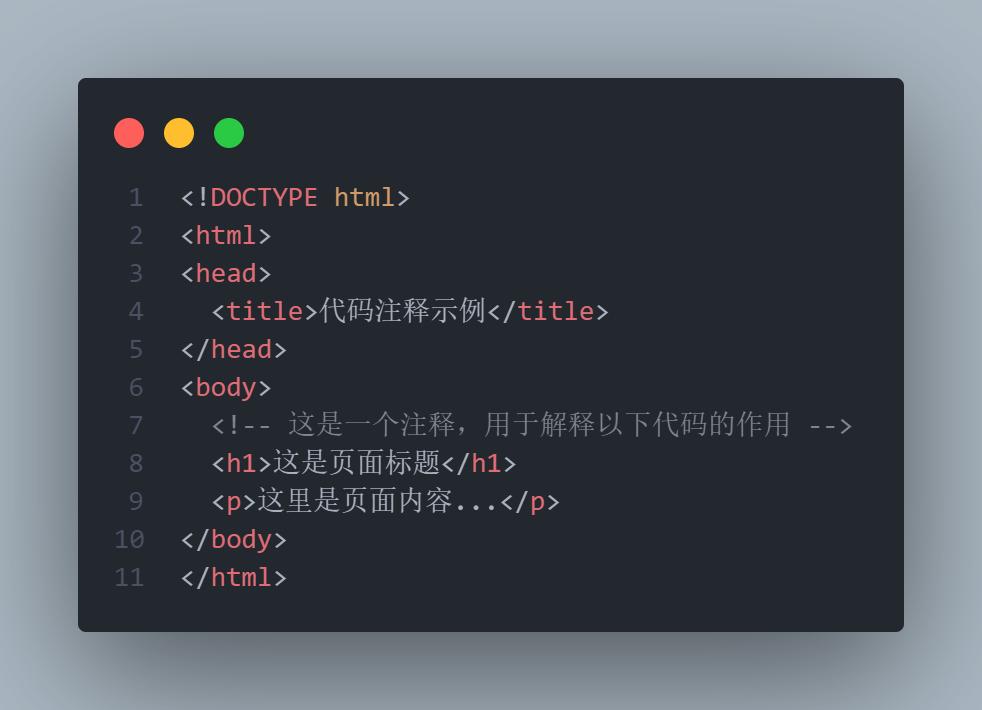 1 <!DOCTYPE html>
2 <html>
3 <head>
4   <title>代码注释示例</title>
5 </head>
6 <body>
7   <!-- 这是一个注释，用于解释以下代码的作用 -->
8   <h1>这是页面标题</h1>
9   <p>这里是页面内容...</p>
10 </body>
11 </html>